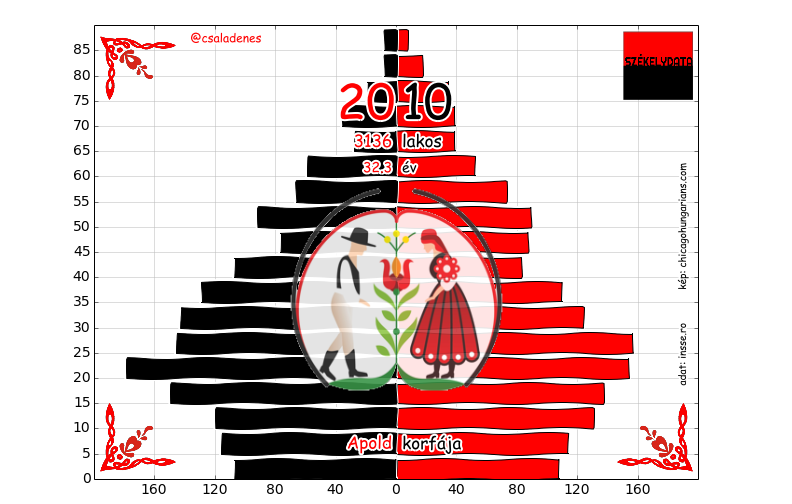 @csaladenes
SZÉKELYDATA
2010
3136 lakos
32.3 év
kép: chicagohungarians.com
adat: insse.ro
Apold korfája
85
80
75
70
65
60
55
50
45
40
35
30
25
20
15
10
5
0
160 120 80 40 0 40 80 120 160